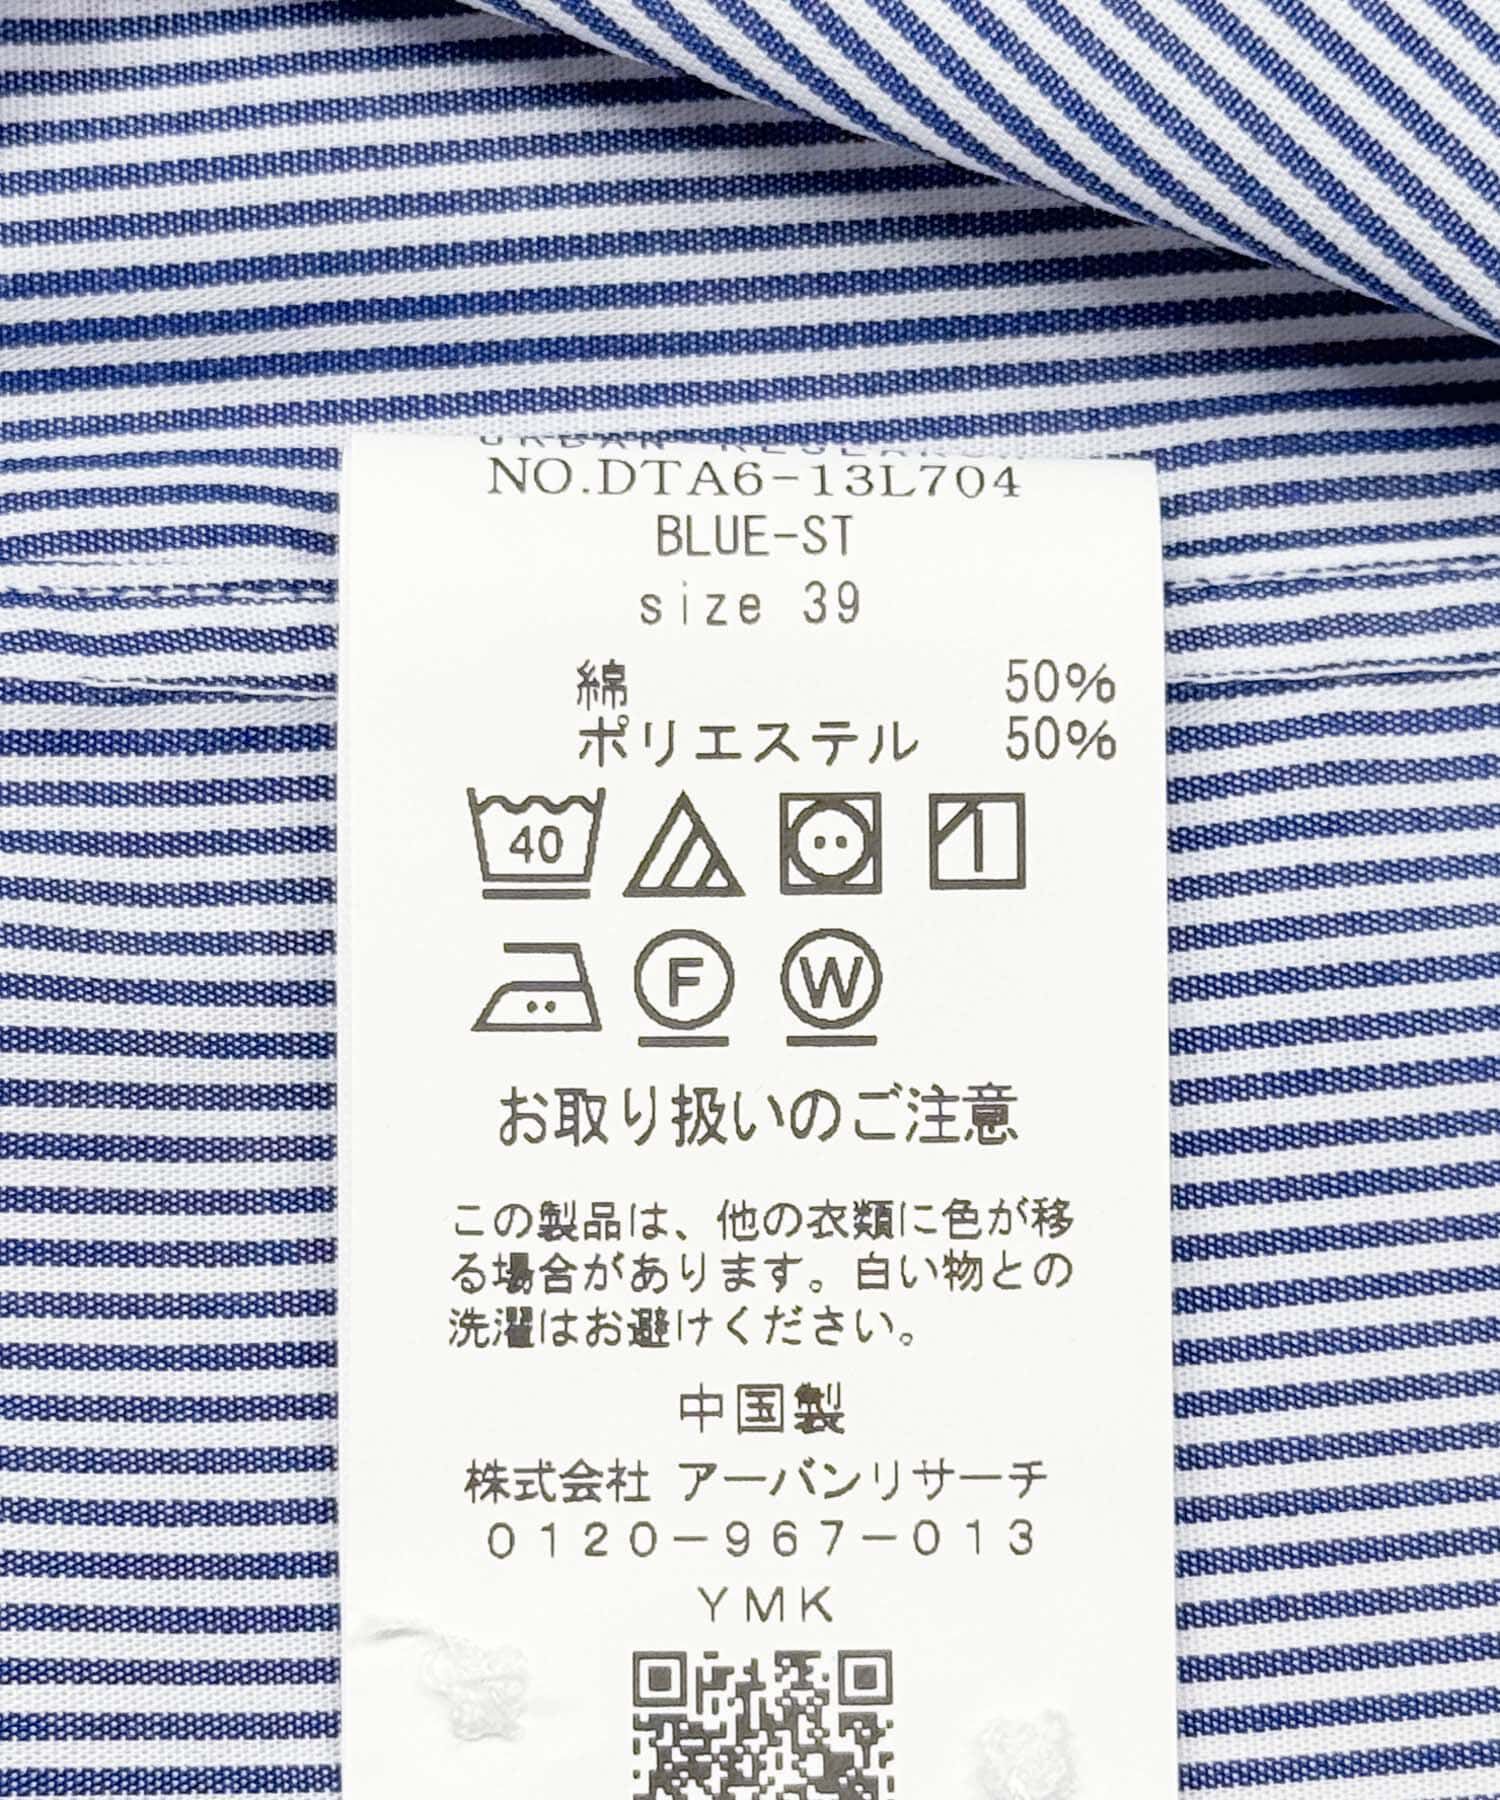 URBAN RESEARCH
NO.DTA6-13L704
BLUE-ST
size 39
綿 50%
ポリエステル 50%
40
F W
お取り扱いのご注意
この製品は、他の衣類に色が移
る場合があります。白い物との
洗濯はお避けください。
中国製
株式会社 アーバンリサーチ
0120-967-013
YMK